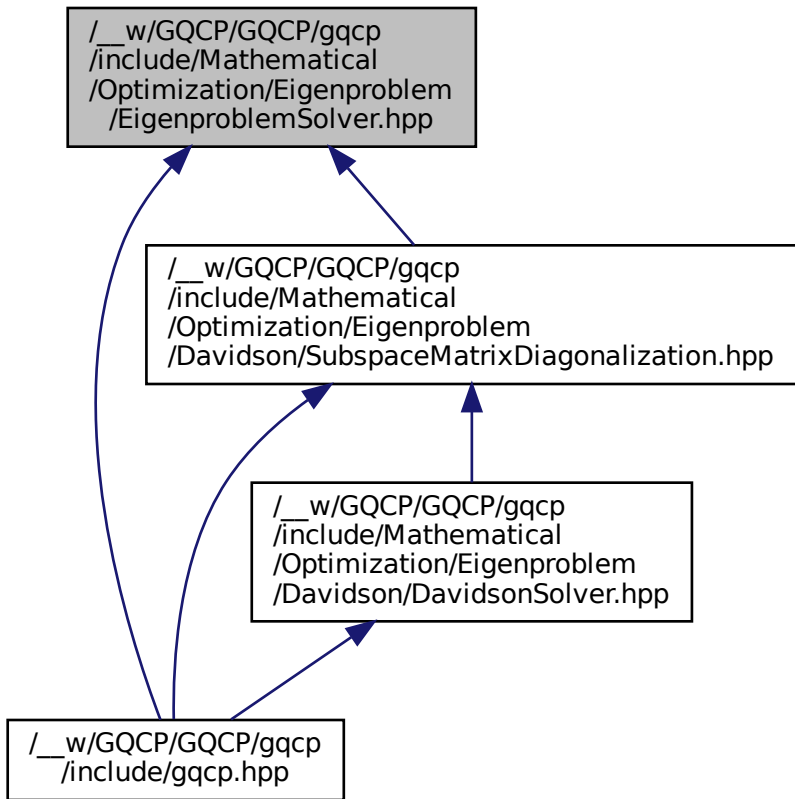 /__w/GQCP/GQCP/gqcp
/include/Mathematical
/Optimization/Eigenproblem
/EigenproblemSolver.hpp
/__w/GQCP/GQCP/gqcp
/include/Mathematical
/Optimization/Eigenproblem
/Davidson/SubspaceMatrixDiagonalization.hpp
/__w/GQCP/GQCP/gqcp
/include/Mathematical
/Optimization/Eigenproblem
/Davidson/DavidsonSolver.hpp
/__w/GQCP/GQCP/gqcp
/include/gqcp.hpp